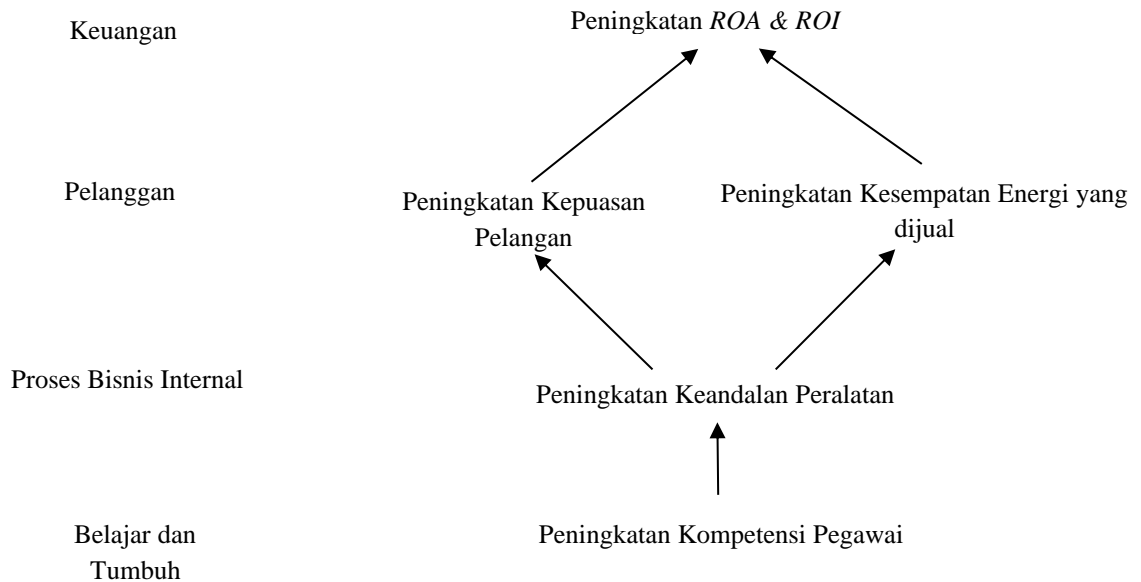 Keuangan
Peningkatan ROA & ROI
Pelanggan
Peningkatan Kepuasan
Pelangan
Peningkatan Kesempatan Energi yang
dijual
Proses Bisnis Internal
Peningkatan Keandalan Peralatan
Belajar dan
Tumbuh
Peningkatan Kompetensi Pegawai